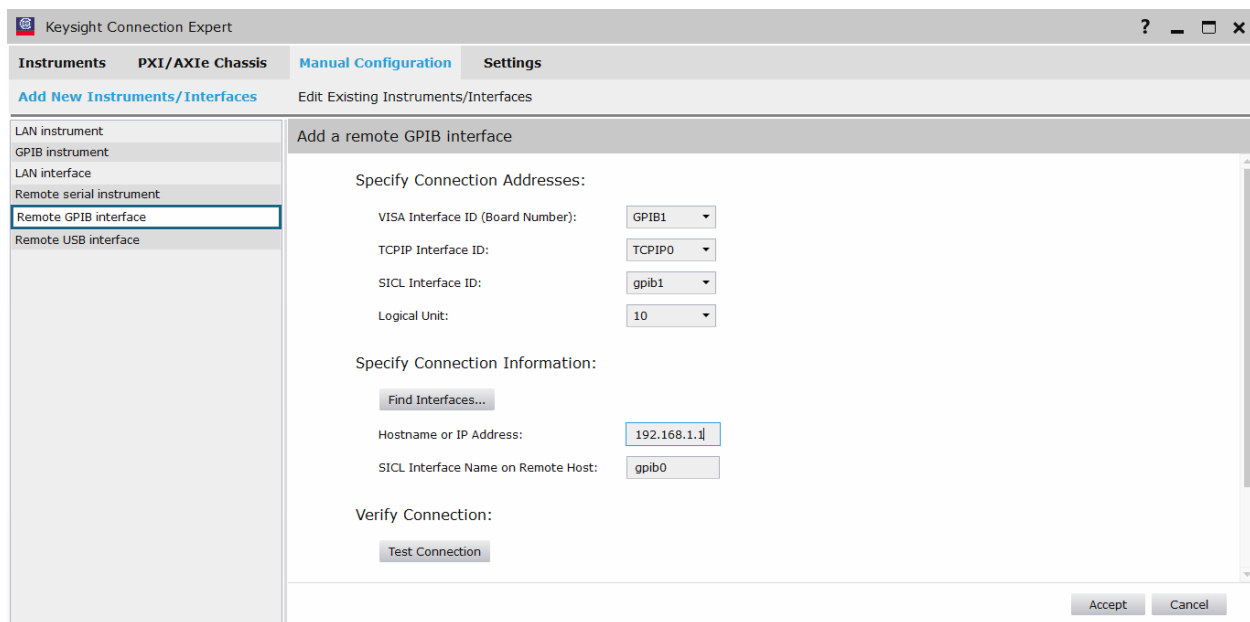 Keysight Connection Expert
?
Instruments PXI/AXIe Chassis Manual Configuration Settings
Add New Instruments/Interfaces Edit Existing Instruments/Interfaces
LAN instrument
GPIB instrument
LAN interface
Remote serial instrument
Remote GPIB interface
Remote USB interface
Add a remote GPIB interface
Specify Connection Addresses:
VISA Interface ID (Board Number): GPIB1
TCPIP Interface ID: TCPIP0
SICL Interface ID: gpib1
Logical Unit: 10
Specify Connection Information:
Find Interfaces...
Hostname or IP Address: 192.168.1.1
SICL Interface Name on Remote Host: gpib0
Verify Connection:
Test Connection
Accept Cancel